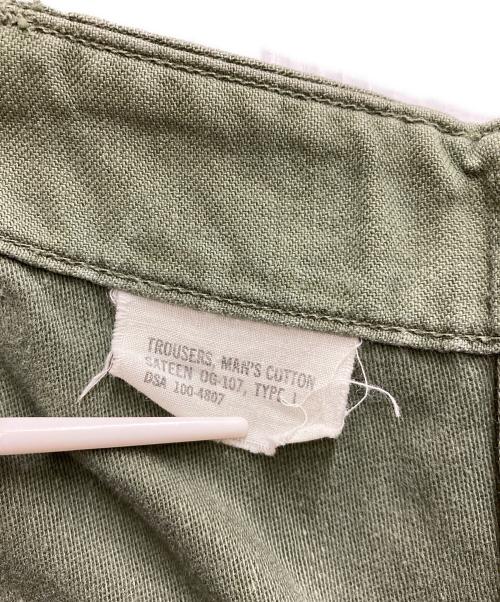 TROUSERS, MAN'S COTTON
SATEEN OG-107, TYPE I
DSA 100-4807